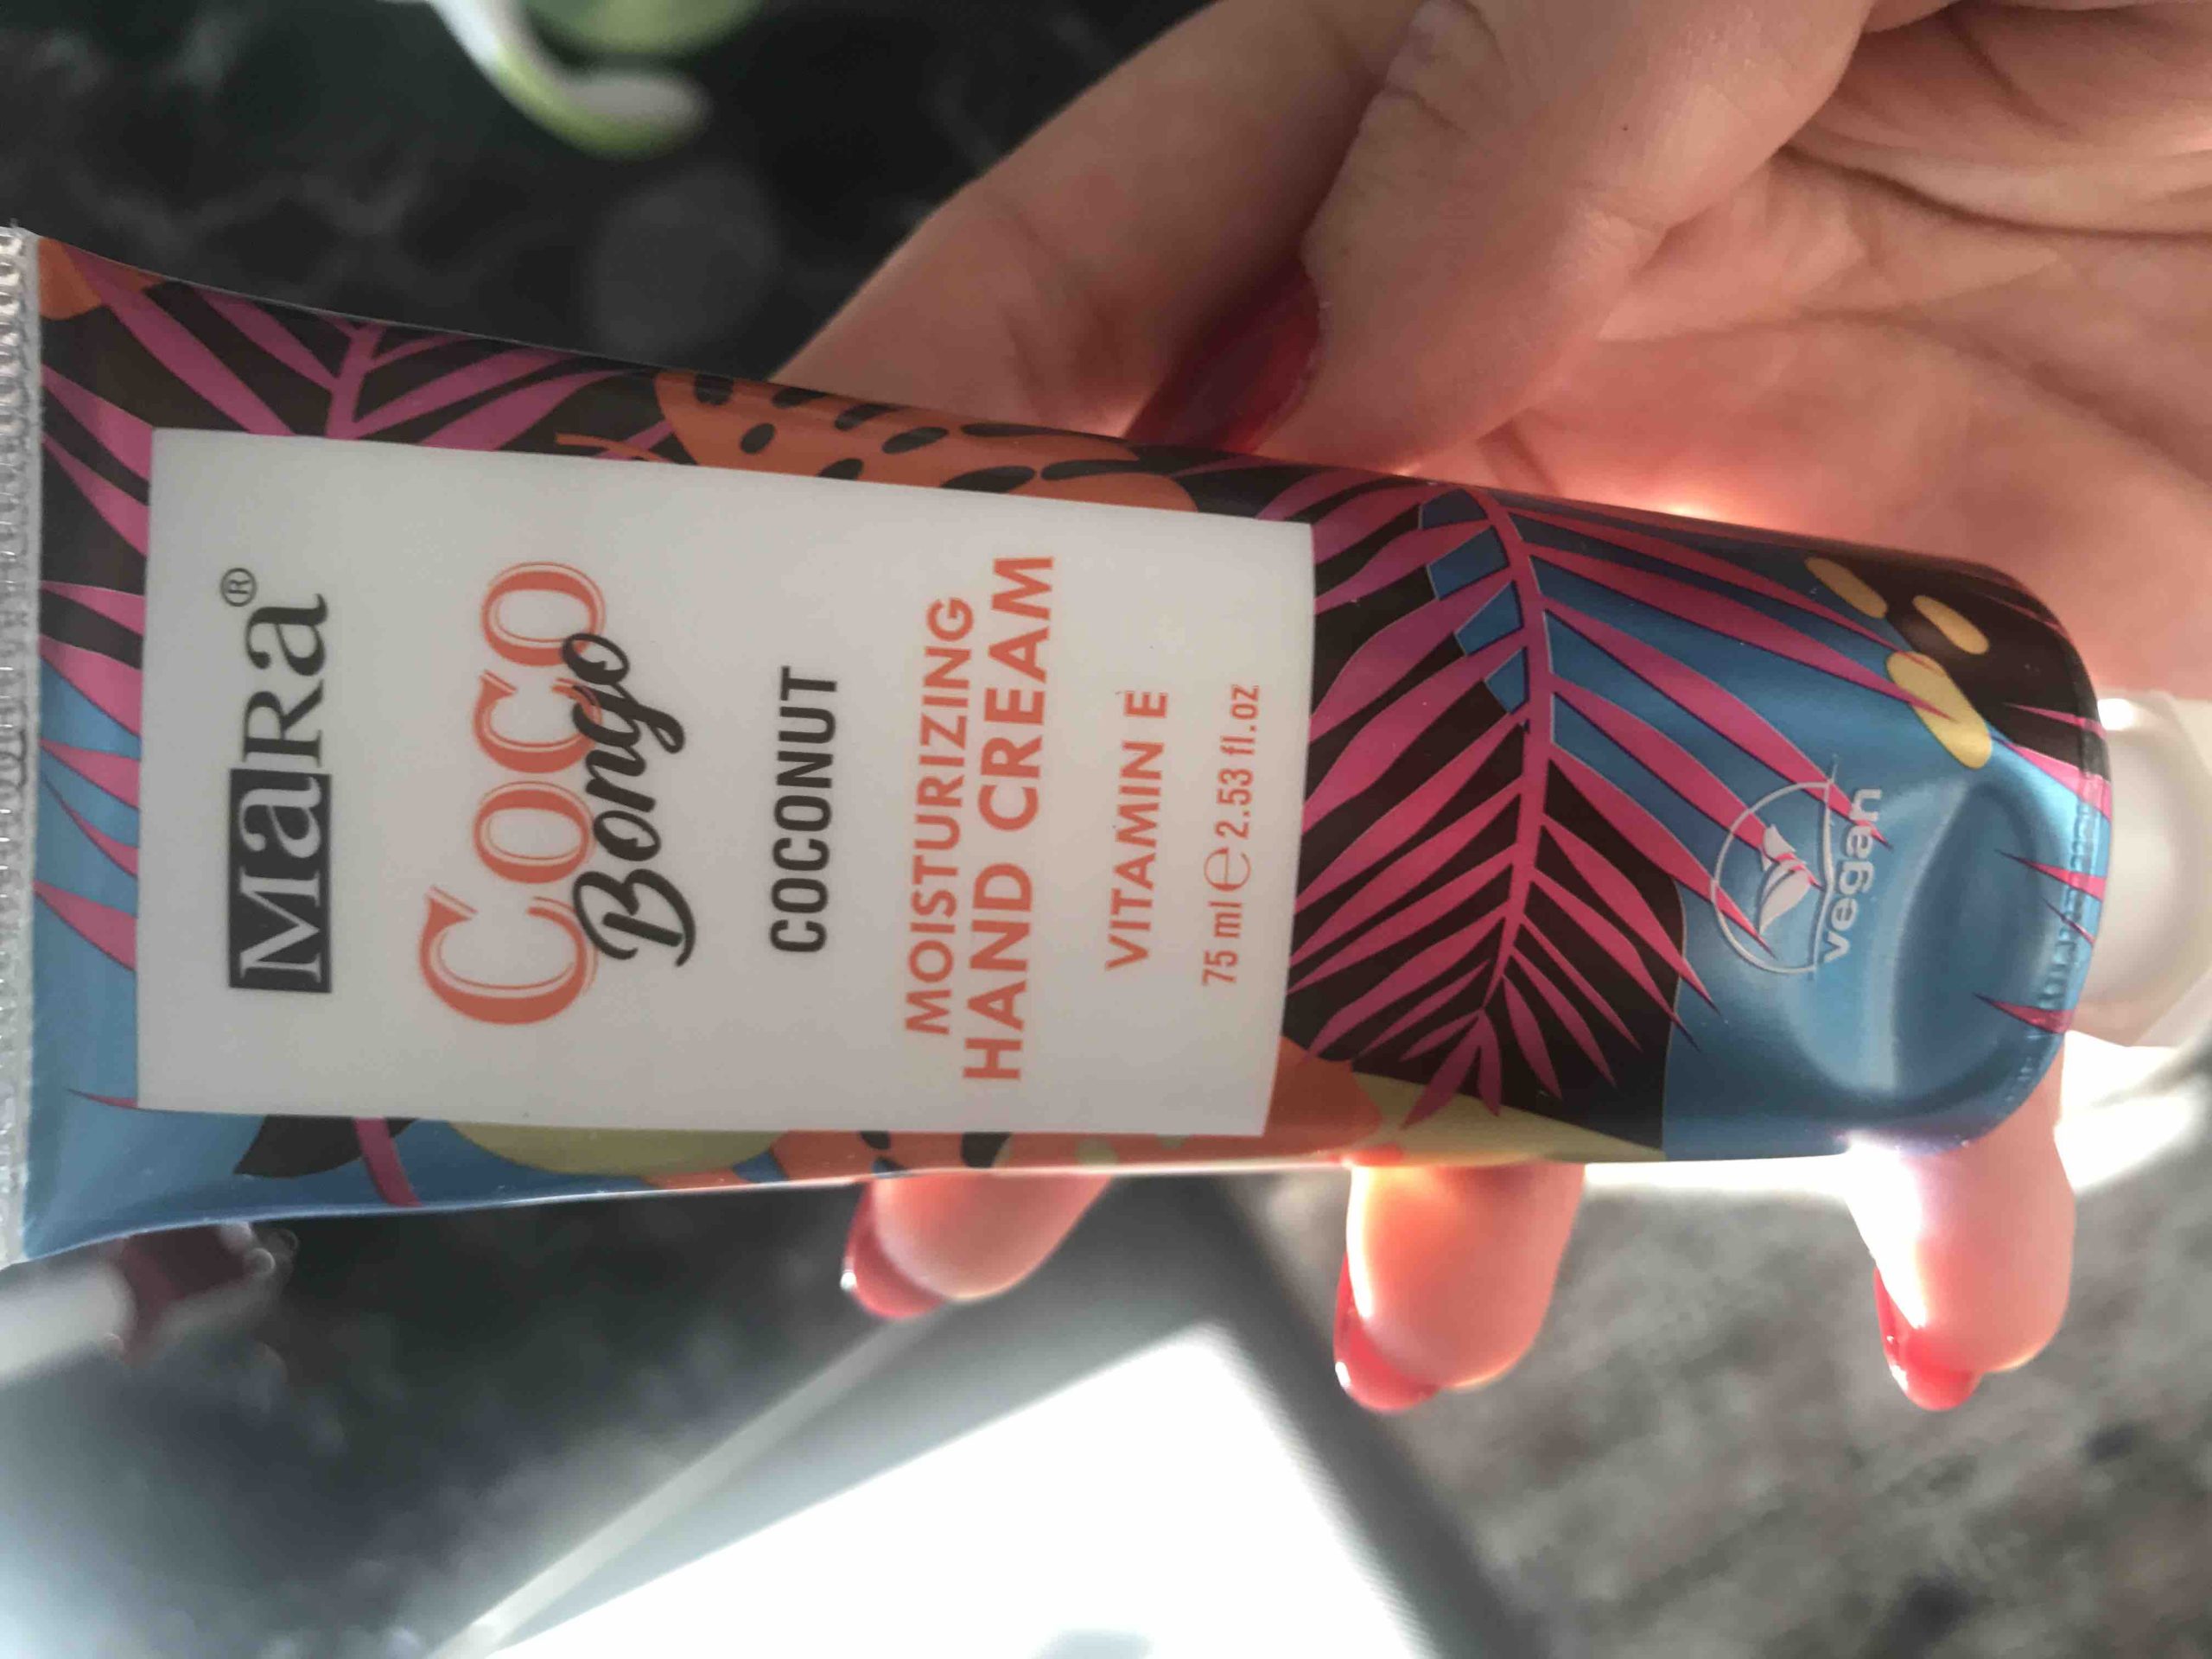 MaRa®
Coco
Bongo
COCONUT
MOISTURIZING
HAND CREAM
VITAMIN E
75 ml ℮ 2.53 fl.oz
vegan